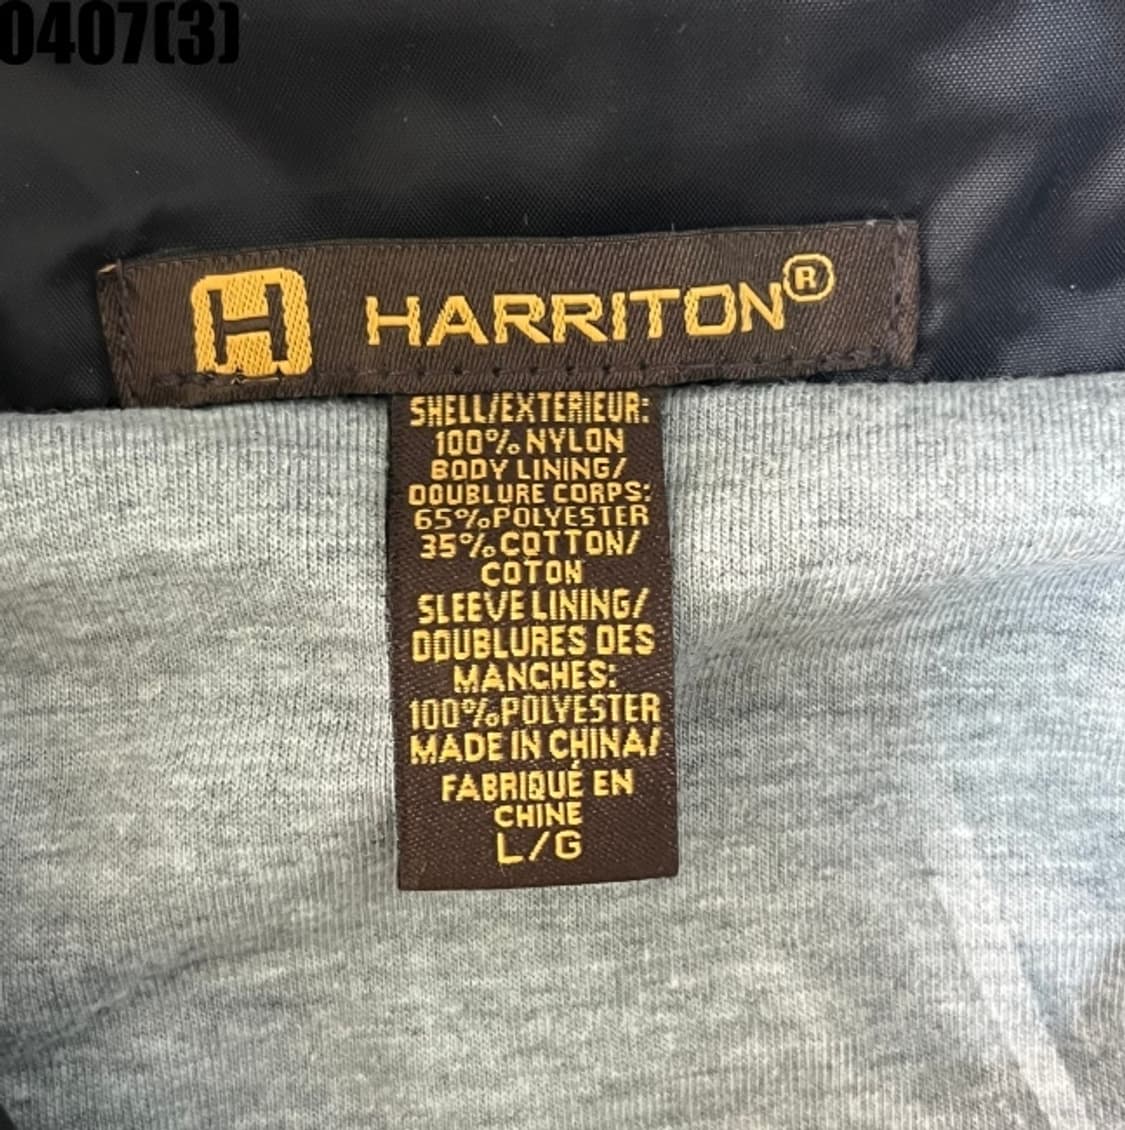 0407(3)
H HARRITON®
SHELL/EXTERIEUR:
100% NYLON
BODY LINING/
DOUBLURE CORPS:
65% POLYESTER
35% COTTON/
COTON
SLEEVE LINING/
DOUBLURES DES
MANCHES:
100% POLYESTER
MADE IN CHINA/
FABRIQUÉ EN
CHINE
L/G